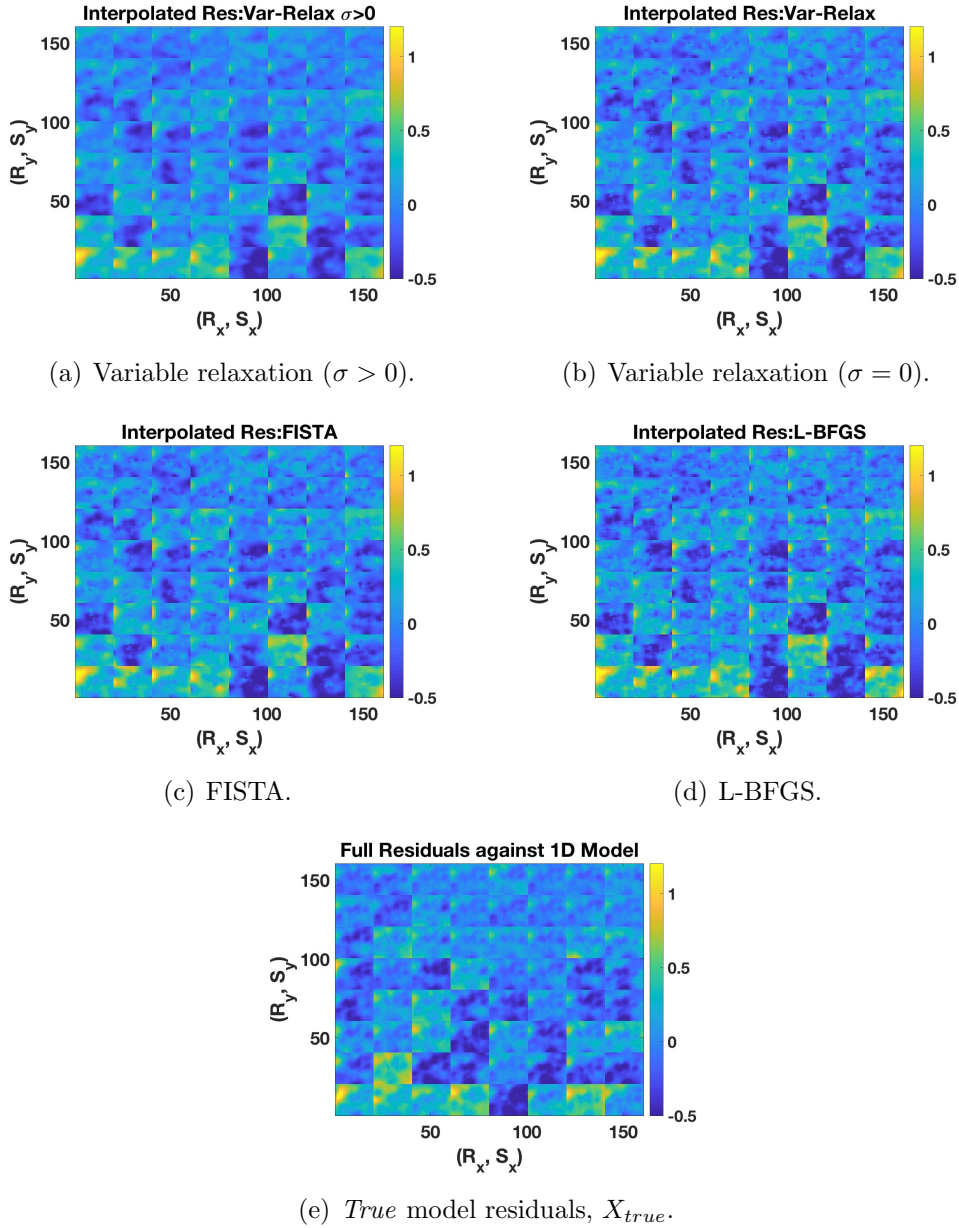 Interpolated Res:Var-Relax σ>0
150
100
50
(R_y, S_y)
50 100 150
(R_x, S_x)
1
0.5
0
-0.5
(a) Variable relaxation (σ > 0).
Interpolated Res:Var-Relax
150
100
50
(R_y, S_y)
50 100 150
(R_x, S_x)
1
0.5
0
-0.5
(b) Variable relaxation (σ = 0).
Interpolated Res:FISTA
150
100
50
(R_y, S_y)
50 100 150
(R_x, S_x)
1
0.5
0
-0.5
(c) FISTA.
Interpolated Res:L-BFGS
150
100
50
(R_y, S_y)
50 100 150
(R_x, S_x)
1
0.5
0
-0.5
(d) L-BFGS.
Full Residuals against 1D Model
150
100
50
(R_y, S_y)
50 100 150
(R_x, S_x)
1
0.5
0
-0.5
(e) True model residuals, X_{true}.